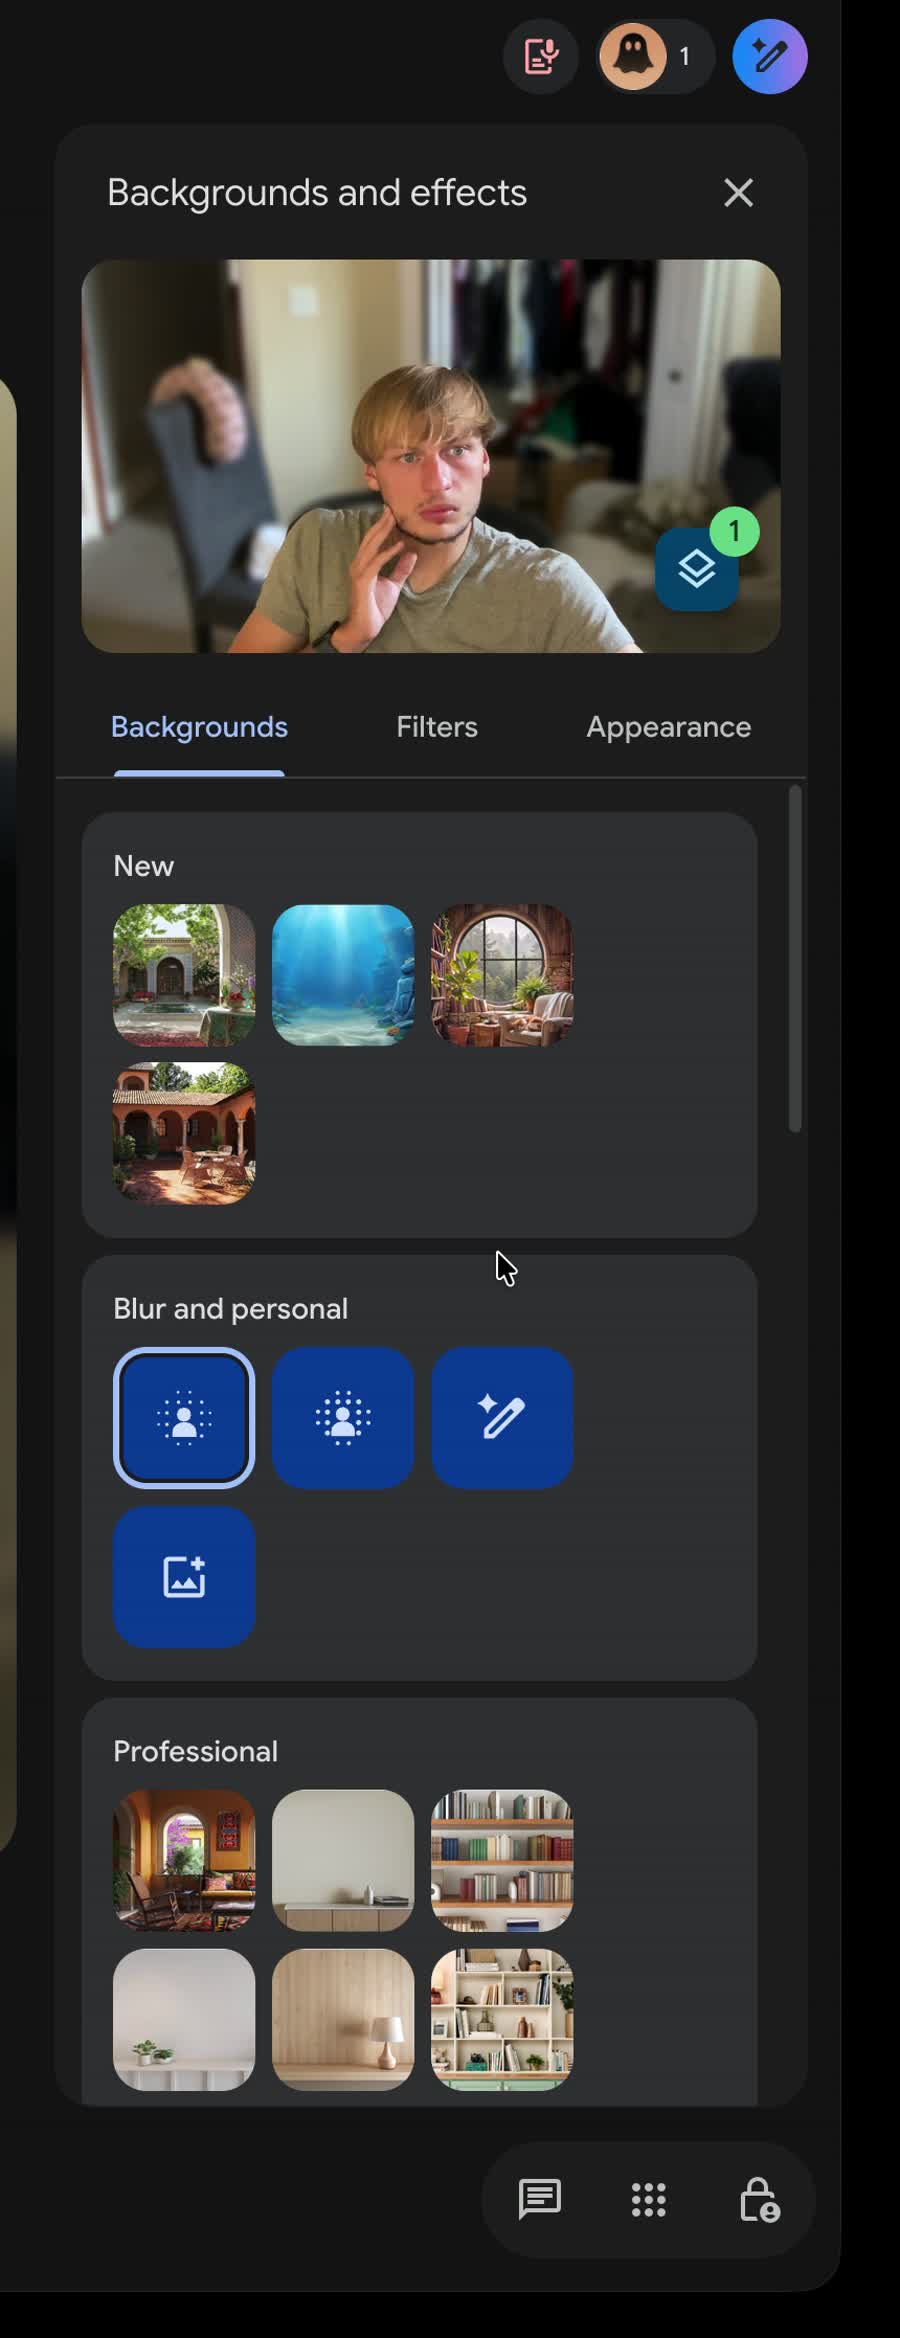 1
Backgrounds and effects
1
Backgrounds
Filters
Appearance
New
Blur and personal
Professional